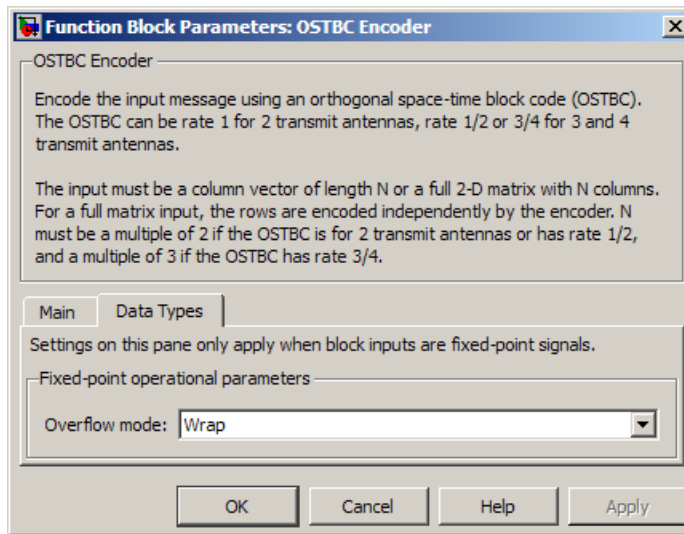 Function Block Parameters: OSTBC Encoder
OSTBC Encoder
Encode the input message using an orthogonal space-time block code (OSTBC).
The OSTBC can be rate 1 for 2 transmit antennas, rate 1/2 or 3/4 for 3 and 4
transmit antennas.
The input must be a column vector of length N or a full 2-D matrix with N columns.
For a full matrix input, the rows are encoded independently by the encoder. N
must be a multiple of 2 if the OSTBC is for 2 transmit antennas or has rate 1/2,
and a multiple of 3 if the OSTBC has rate 3/4.
Main Data Types
Settings on this pane only apply when block inputs are fixed-point signals.
Fixed-point operational parameters
Overflow mode: Wrap
OK Cancel Help Apply